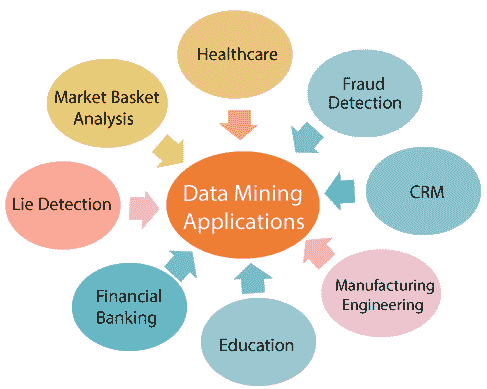 Healthcare
Fraud
Detection
CRM
Manufacturing
Engineering
Education
Financial
Banking
Lie Detection
Market Basket
Analysis
Data Mining
Applications